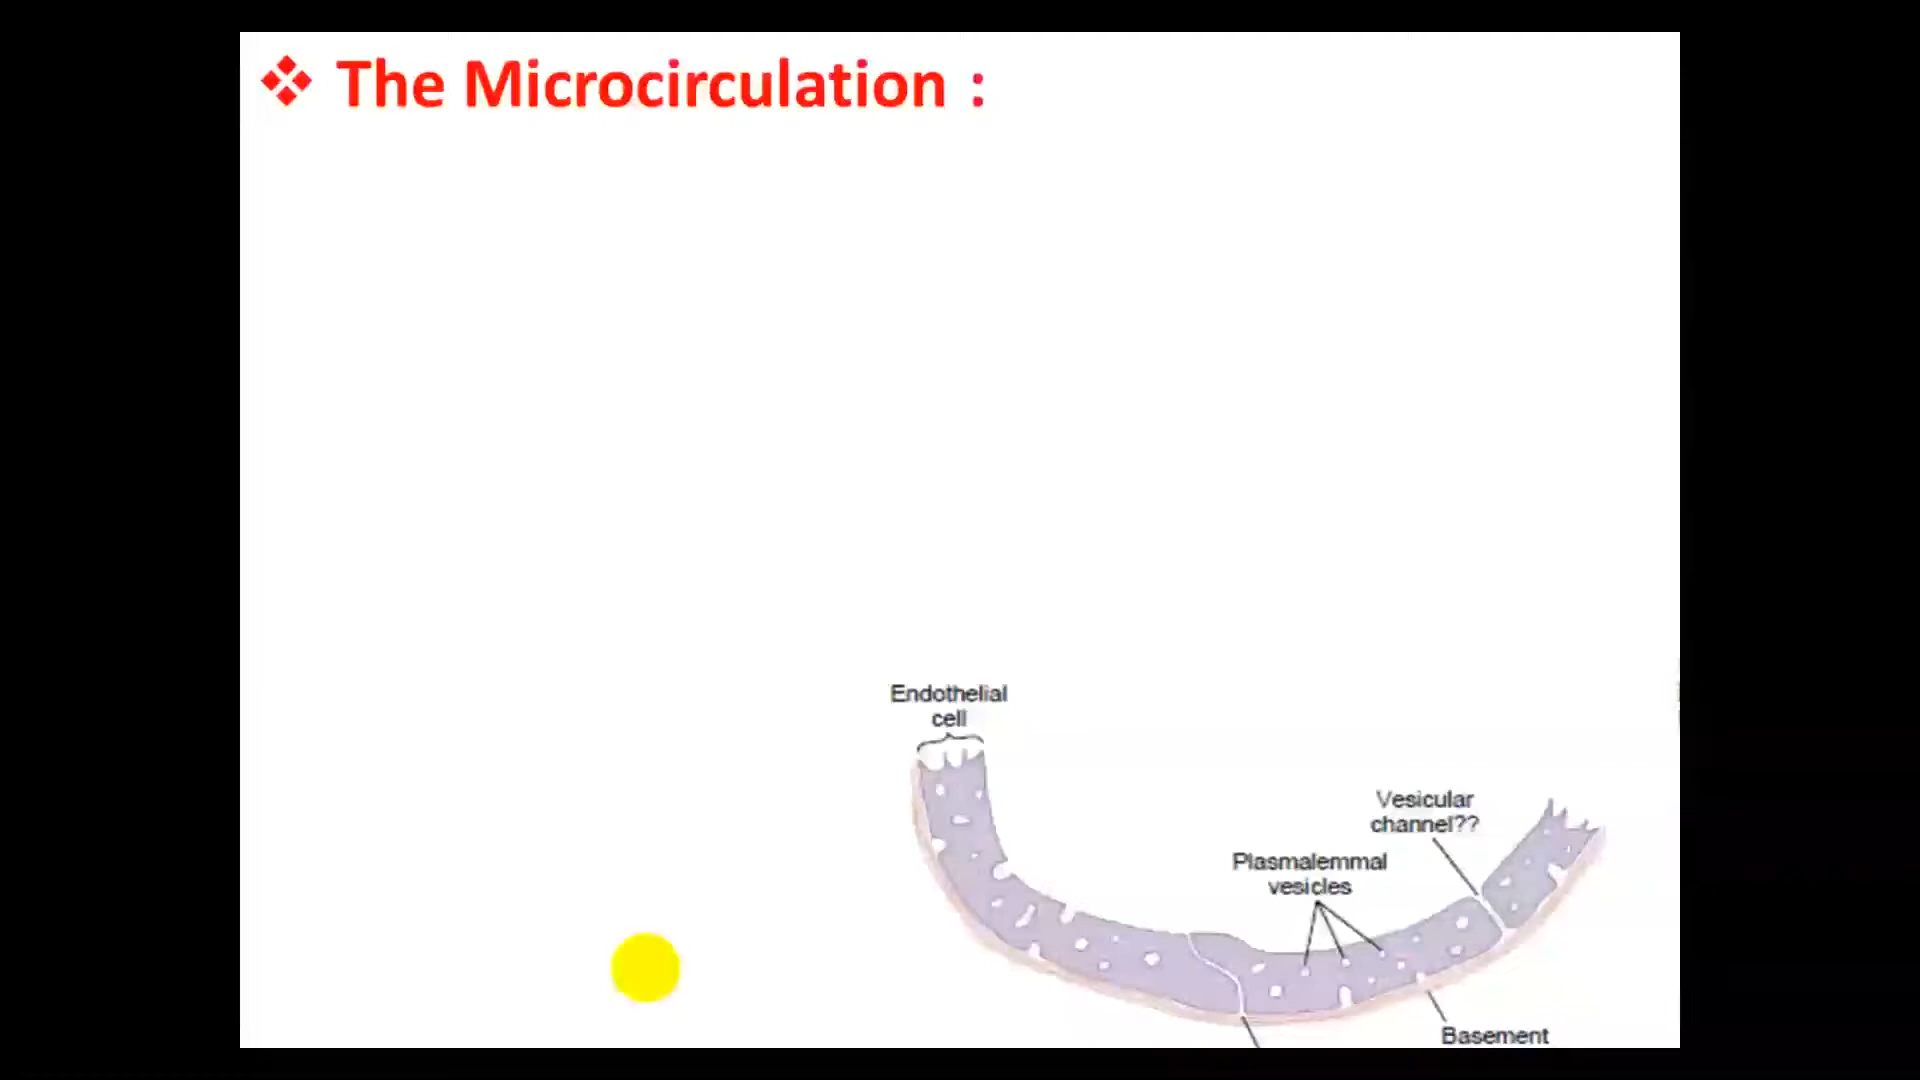 ❖ The Microcirculation :
Endothelial
cell
Vesicular
channel??
Plasmalemmal
vesicles
Basement